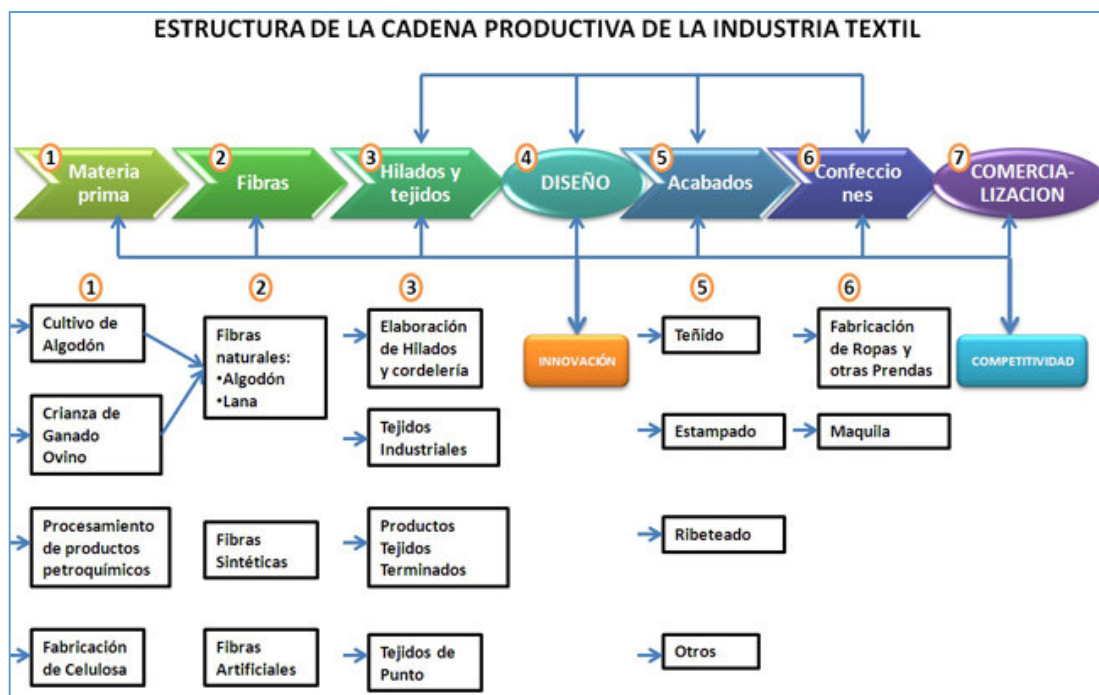 ESTRUCTURA DE LA CADENA PRODUCTIVA DE LA INDUSTRIA TEXTIL
1
Materia
prima
2
Fibras
3
Hilados y
tejidos
4
DISEÑO
5
Acabados
6
Confeccio
nes
7
COMERCIA-
LIZACION
1
Cultivo de
Algodón
Crianza de
Ganado
Ovino
Procesamiento
de productos
petroquímicos
Fabricación
de Celulosa
2
Fibras
naturales:
•Algodón
•Lana
Fibras
Sintéticas
Fibras
Artificiales
3
Elaboración
de Hilados
y cordelería
Tejidos
Industriales
Productos
Tejidos
Terminados
Tejidos de
Punto
INNOVACIÓN
5
Teñido
Estampado
Ribeteado
Otros
6
Fabricación
de Ropas y
otras Prendas
Maquila
COMPETITIVIDAD